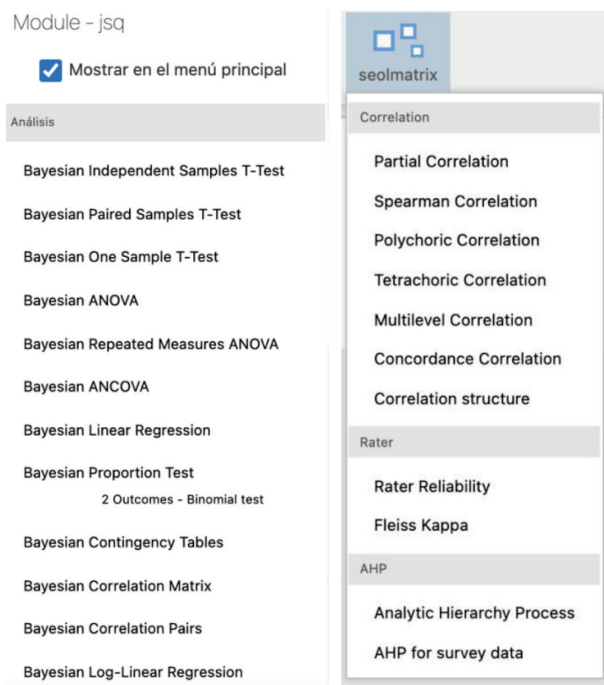 Module - jsq
Mostrar en el menú principal
Análisis
Bayesian Independent Samples T-Test
Bayesian Paired Samples T-Test
Bayesian One Sample T-Test
Bayesian ANOVA
Bayesian Repeated Measures ANOVA
Bayesian ANCOVA
Bayesian Linear Regression
Bayesian Proportion Test
2 Outcomes - Binomial test
Bayesian Contingency Tables
Bayesian Correlation Matrix
Bayesian Correlation Pairs
Bayesian Log-Linear Regression
seolmatrix
Correlation
Partial Correlation
Spearman Correlation
Polychoric Correlation
Tetrachoric Correlation
Multilevel Correlation
Concordance Correlation
Correlation structure
Rater
Rater Reliability
Fleiss Kappa
AHP
Analytic Hierarchy Process
AHP for survey data